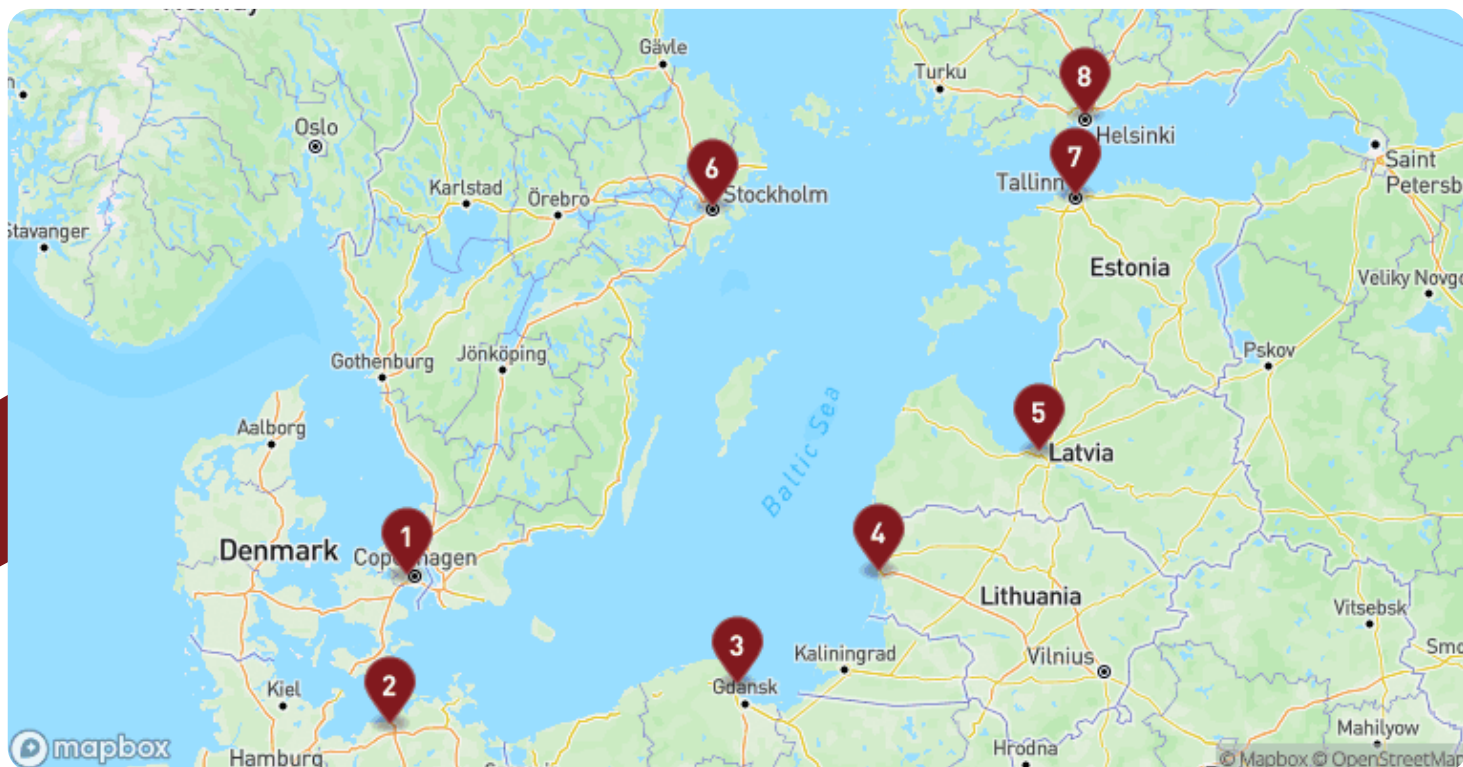 Gävle
Turku
8
Oslo
Helsinki
7
Saint
Petersb
6
Tallinn
Karlstad
Örebro
Stockholm
Stavanger
Estonia
Veliky Novgo
Gothenburg
Jönköping
Pskov
Aalborg
Baltic Sea
5
Latvia
4
1
Denmark
Copenhagen
Lithuania
Vitsebsk
3
Kaliningrad
Vilnius
Smo
2
Kiel
Gdansk
Mahilyow
mapbox
Hamburg
Hrodna
© Mapbox © OpenStreetMap